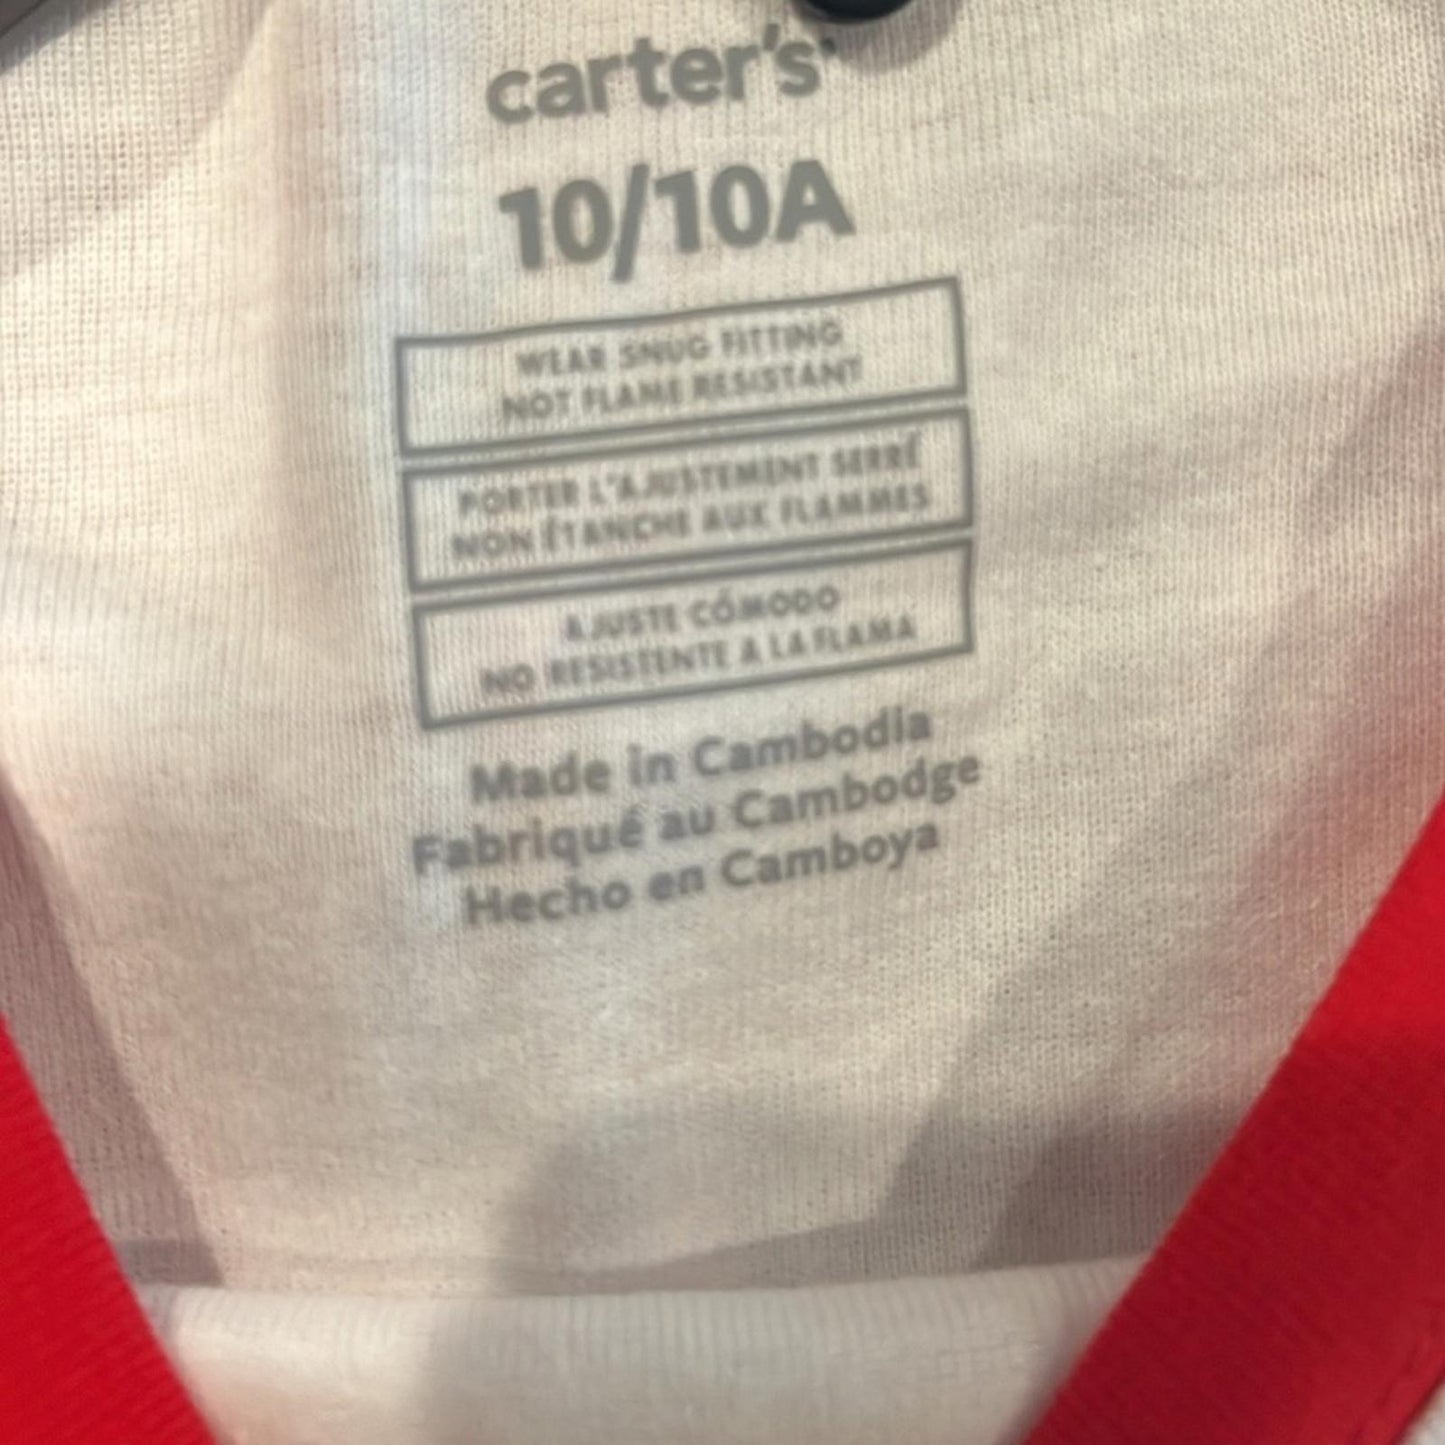 carter's
10/10A
WEAR SNUG FITTING
NOT FLAME RESISTANT
PORTER L'AJUSTEMENT SERRÉ
NON ÉTANCHE AUX FLAMMES
AJUSTE CÓMODO
NO RESISTENTE A LA FLAMA
Made in Cambodia
Fabriqué au Cambodge
Hecho en Camboya